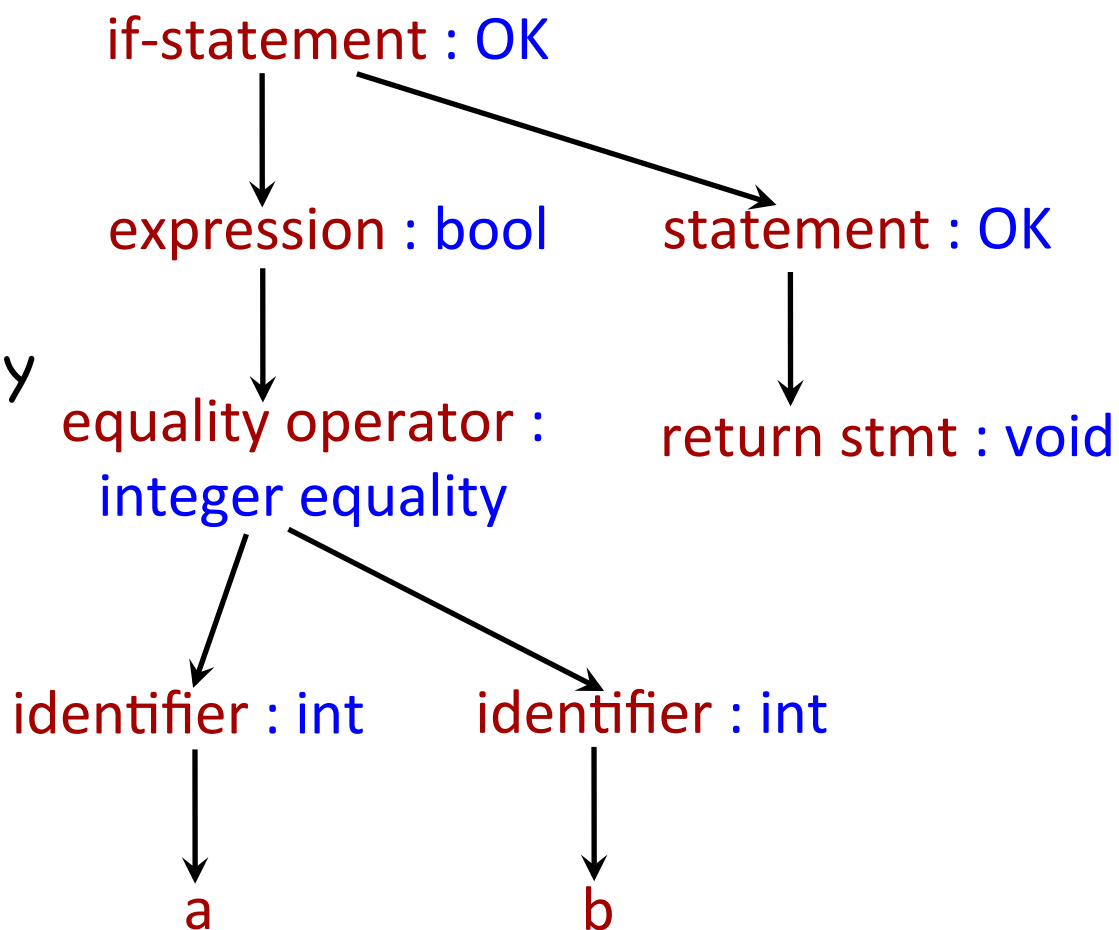 if-statement : OK
expression : bool
statement : OK
y
equality operator :
integer equality
return stmt : void
identifier : int
identifier : int
a
b